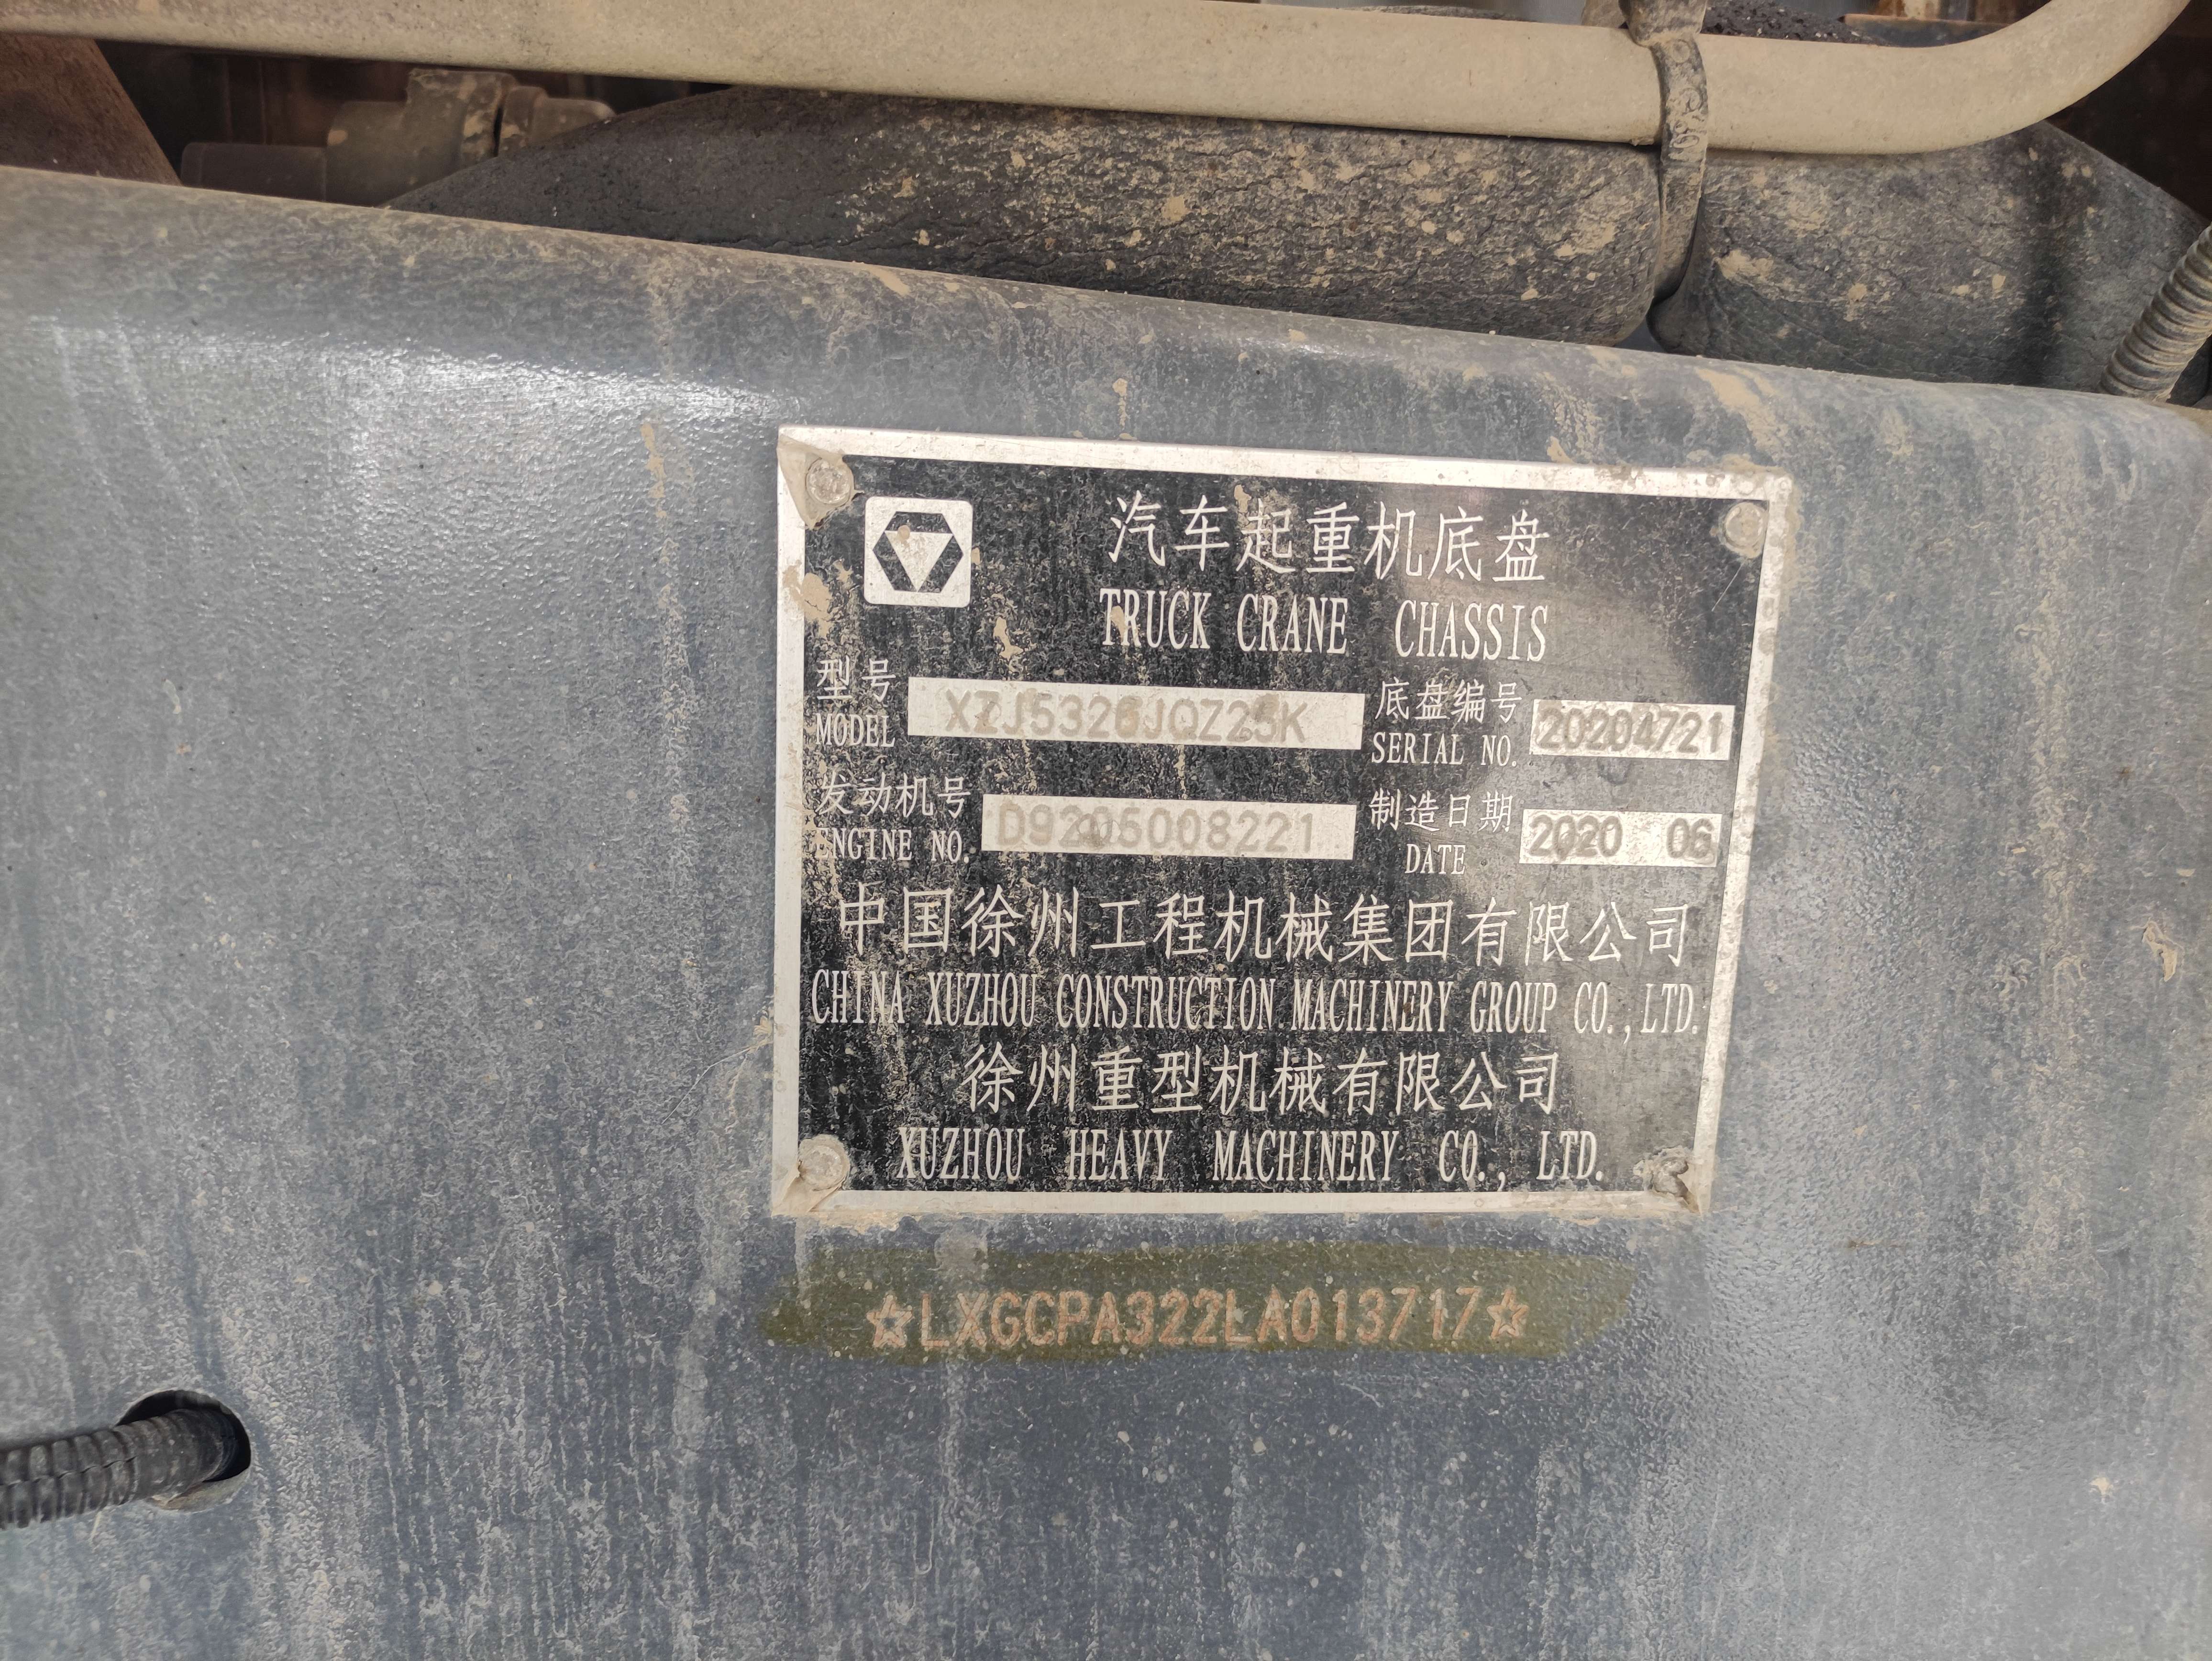 汽车起重机底盘
TRUCK CRANE CHASSIS
型号 MODEL XZJ5326JQZ25K 底盘编号 SERIAL NO. 20204721
发动机号 ENGINE NO. D9205008221 制造日期 DATE 2020 06
中国徐州工程机械集团有限公司
CHINA XUZHOU CONSTRUCTION MACHINERY GROUP CO.,LTD.
徐州重型机械有限公司
XUZHOU HEAVY MACHINERY CO., LTD.
☆LXGCPA322LA013717☆